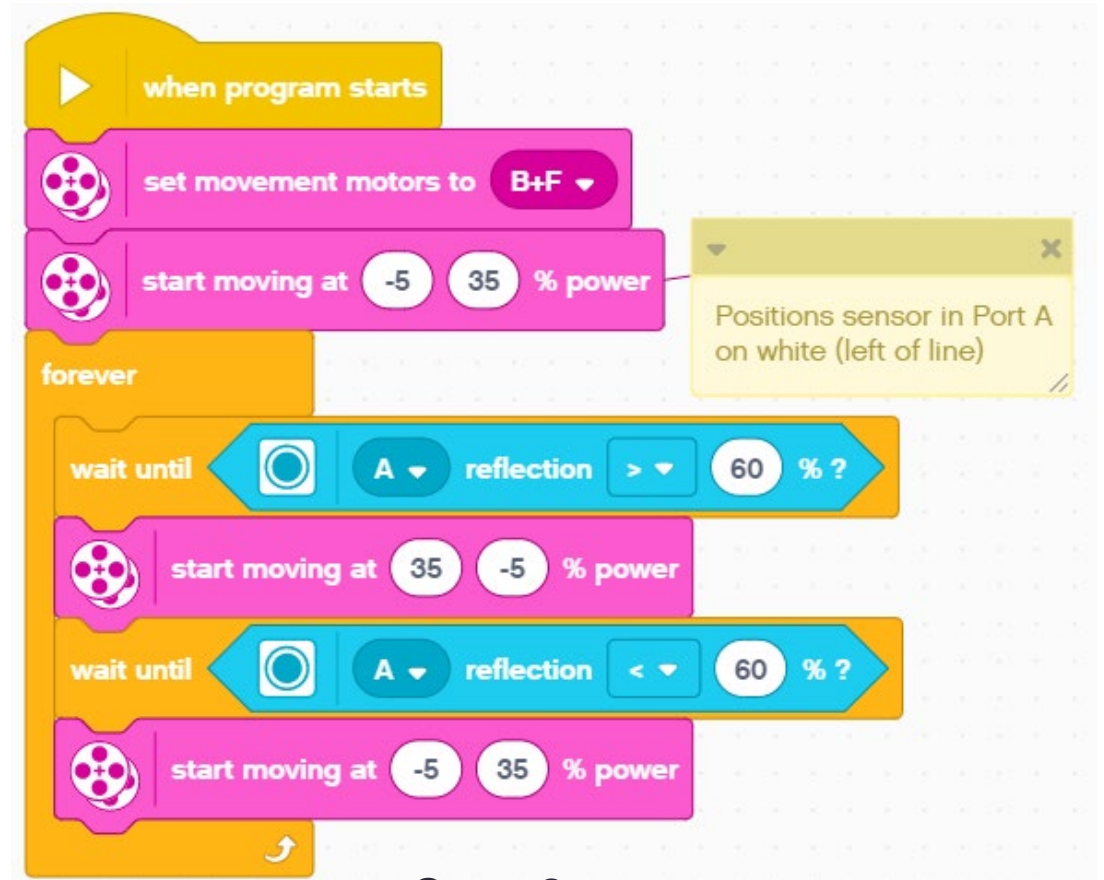 when program starts
set movement motors to B+F
start moving at -5 35 % power
Positions sensor in Port A
on white (left of line)
forever
wait until A reflection > 60 % ?
start moving at 35 -5 % power
wait until A reflection < 60 % ?
start moving at -5 35 % power